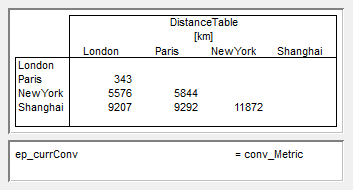 DistanceTable
[km]
London Paris NewYork Shanghai
London
Paris 343
NewYork 5576 5844
Shanghai 9207 9292 11872
ep_currConv = conv_Metric